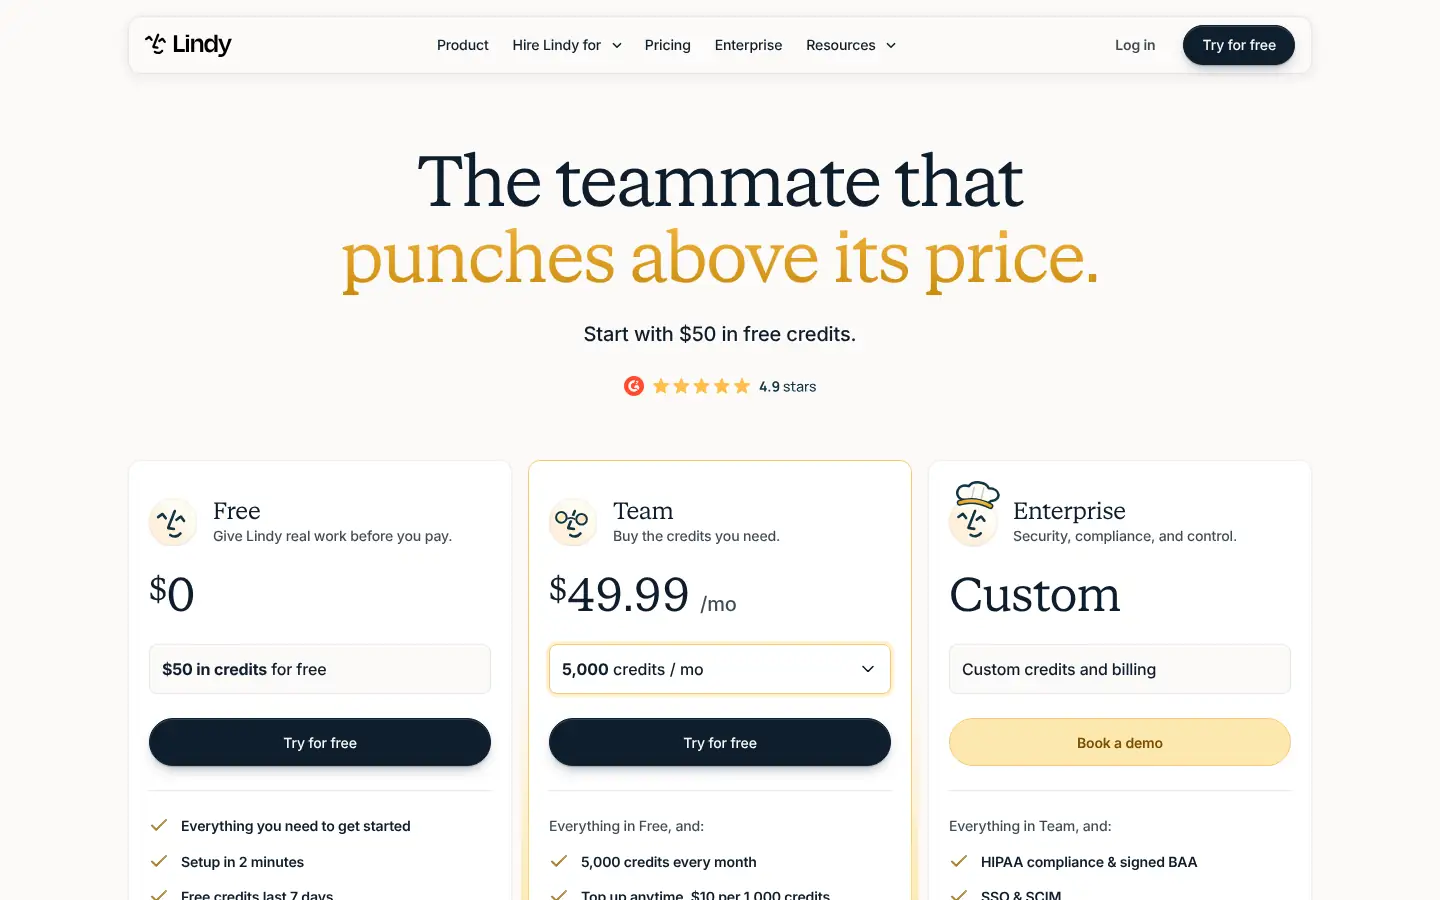 Lindy
Product
Hire Lindy for
Pricing
Enterprise
Resources
Log in
Try for free
The teammate that
punches above its price.
Start with $50 in free credits.
4.9 stars
Free
Give Lindy real work before you pay.
$0
$50 in credits for free
Try for free
Everything you need to get started
Setup in 2 minutes
Free credits last 7 days
Team
Buy the credits you need.
$49.99 /mo
5,000 credits / mo
Try for free
Everything in Free, and:
5,000 credits every month
Top up anytime, $10 per 1,000 credits
Enterprise
Security, compliance, and control.
Custom
Custom credits and billing
Book a demo
Everything in Team, and:
HIPAA compliance & signed BAA
SSO & SCIM